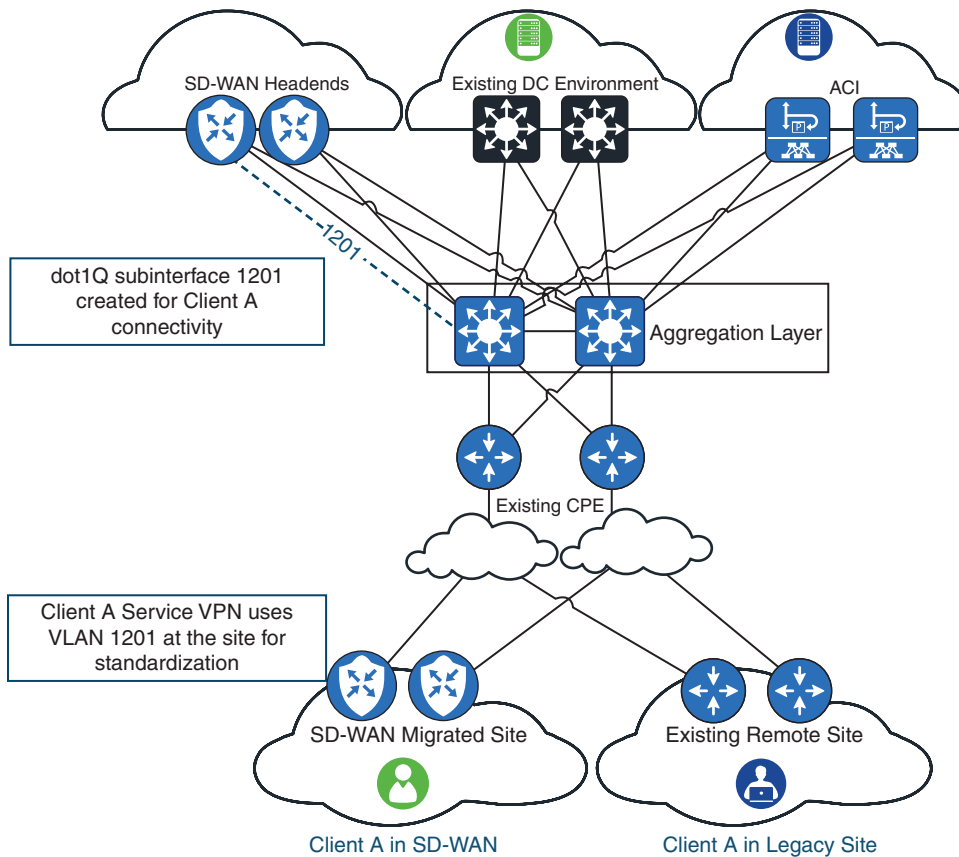 SD-WAN Headends
Existing DC Environment
ACI
P
P
1201
dot1Q subinterface 1201
created for Client A
connectivity
Aggregation Layer
Existing CPE
Client A Service VPN uses
VLAN 1201 at the site for
standardization
SD-WAN Migrated Site
Existing Remote Site
Client A in SD-WAN
Client A in Legacy Site